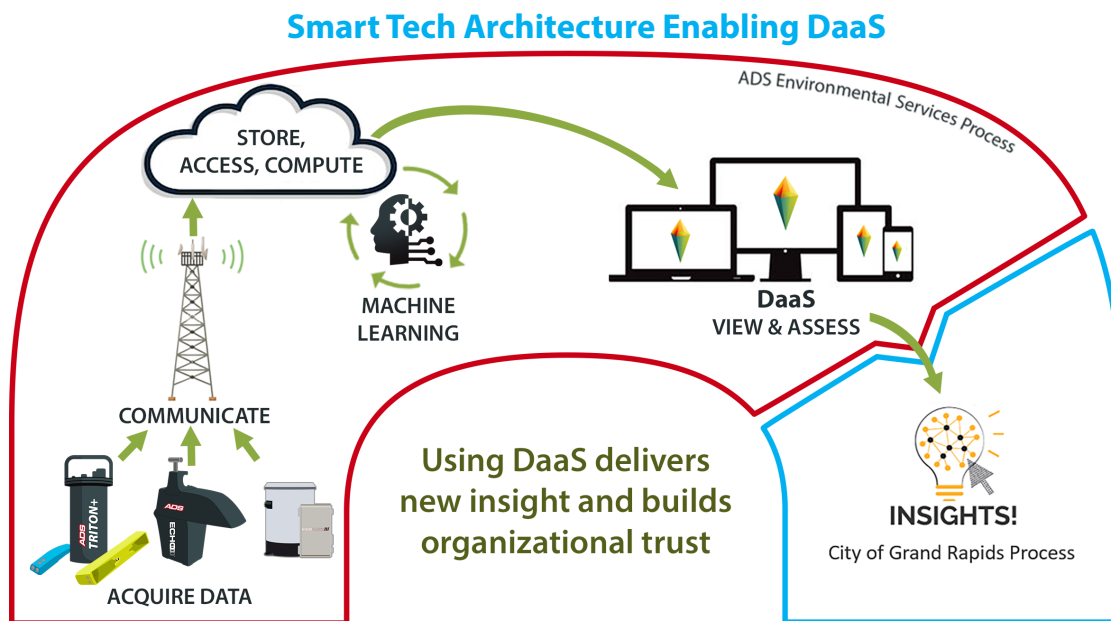 Smart Tech Architecture Enabling DaaS
ADS Environmental Services Process
STORE,
ACCESS, COMPUTE
MACHINE
LEARNING
DaaS
VIEW & ASSESS
COMMUNICATE
ADS
TRITON+
ADS
ECHO
ACQUIRE DATA
Using DaaS delivers
new insight and builds
organizational trust
INSIGHTS!
City of Grand Rapids Process